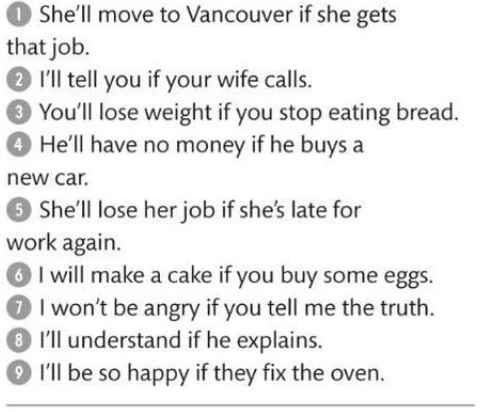 1 She'll move to Vancouver if she gets
that job.
2 I'll tell you if your wife calls.
3 You'll lose weight if you stop eating bread.
4 He'll have no money if he buys a
new car.
5 She'll lose her job if she's late for
work again.
6 I will make a cake if you buy some eggs.
7 I won't be angry if you tell me the truth.
8 I'll understand if he explains.
9 I'll be so happy if they fix the oven.